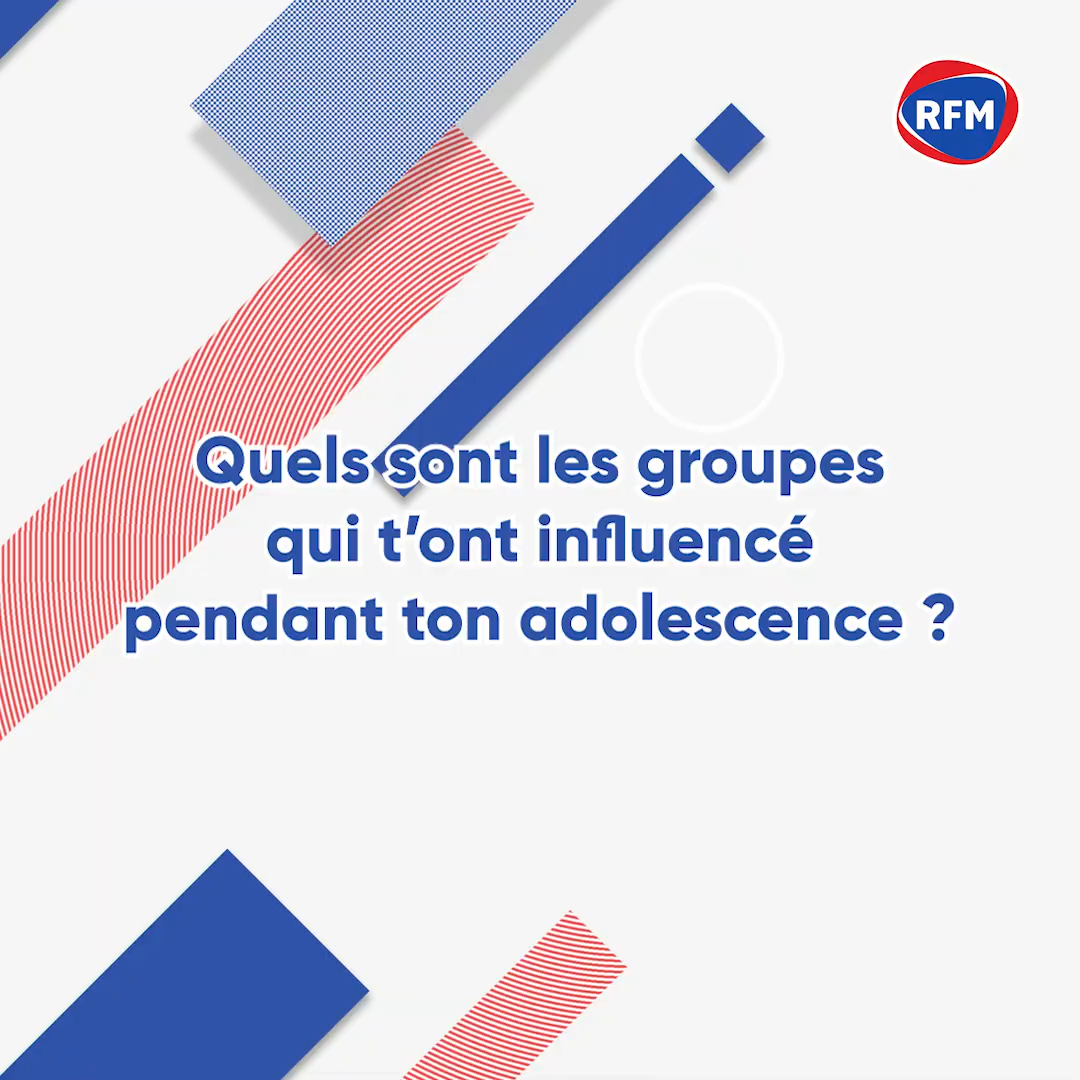 RFM
Quels sont les groupes
qui t'ont influencé
pendant ton adolescence ?